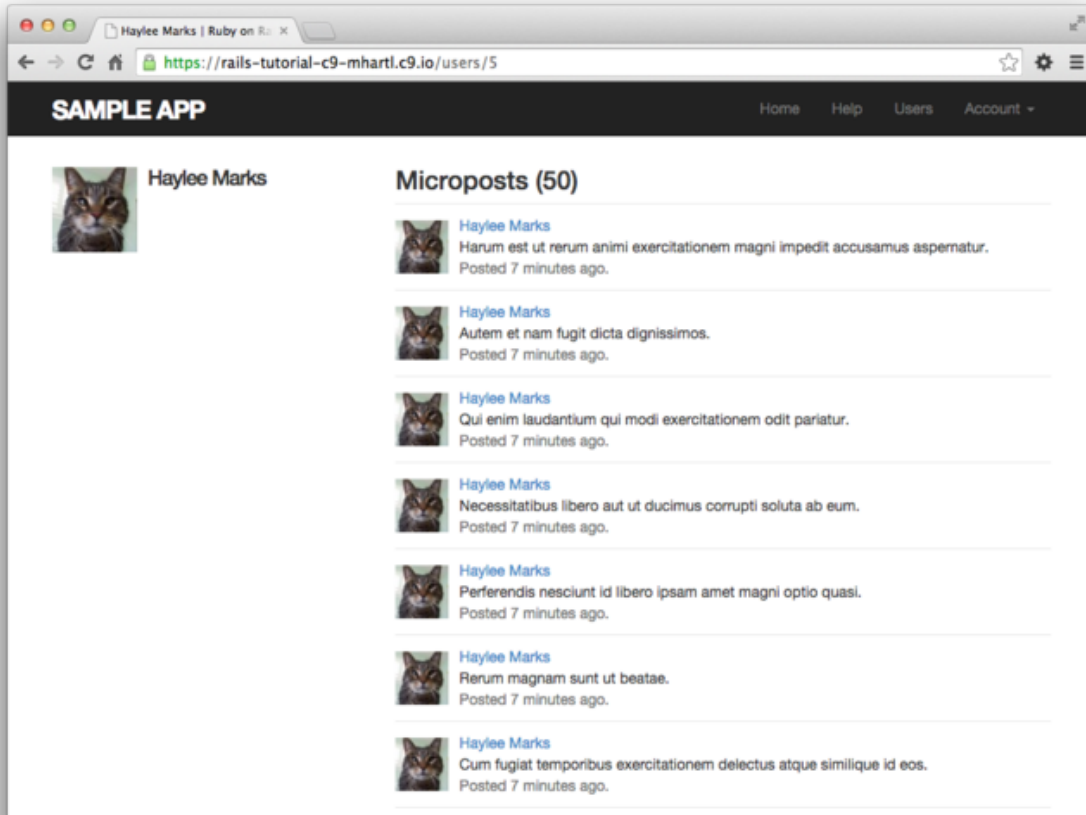 Haylee Marks | Ruby on Ra
https://rails-tutorial-c9-mhartl.c9.io/users/5
SAMPLE APP
Home Help Users Account
Haylee Marks
Microposts (50)
Haylee Marks
Harum est ut rerum animi exercitationem magni impedit accusamus aspernatur.
Posted 7 minutes ago.
Haylee Marks
Autem et nam fugit dicta dignissimos.
Posted 7 minutes ago.
Haylee Marks
Qui enim laudantium qui modi exercitationem odit pariatur.
Posted 7 minutes ago.
Haylee Marks
Necessitatibus libero aut ut ducimus corrupti soluta ab eum.
Posted 7 minutes ago.
Haylee Marks
Perferendis nesciunt id libero ipsam amet magni optio quasi.
Posted 7 minutes ago.
Haylee Marks
Rerum magnam sunt ut beatae.
Posted 7 minutes ago.
Haylee Marks
Cum fugiat temporibus exercitationem delectus atque similique id eos.
Posted 7 minutes ago.